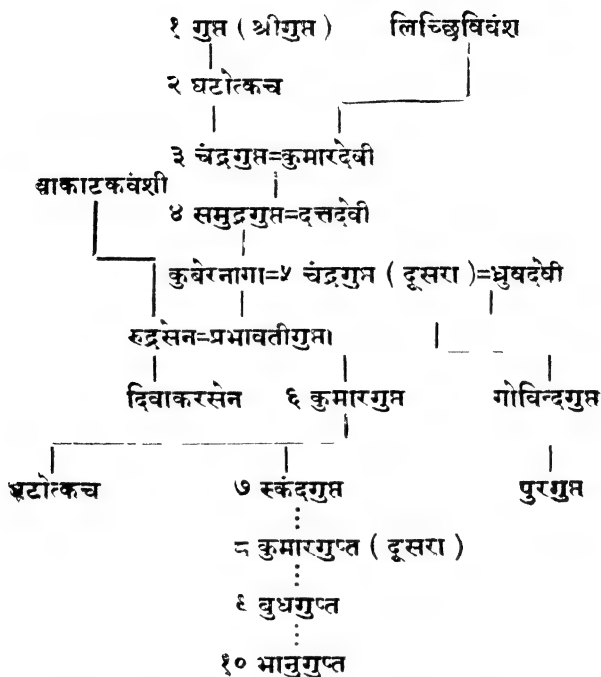 १ गुप्त ( श्रीगुप्त ) लिच्छिविवंश
२ घटोत्कच
३ चंद्रगुप्त=कुमारदेवी
वाकाटकवंशी
४ समुद्रगुप्त=दत्तदेवी
कुबेरनागा=५ चंद्रगुप्त ( दूसरा )=ध्रुवदेवी
रुद्रसेन=प्रभावतीगुप्ता
दिवाकरसेन ६ कुमारगुप्त गोविन्दगुप्त
घटोत्कच ७ स्कंदगुप्त पुरगुप्त
८ कुमारगुप्त ( दूसरा )
९ बुधगुप्त
१० भानुगुप्त